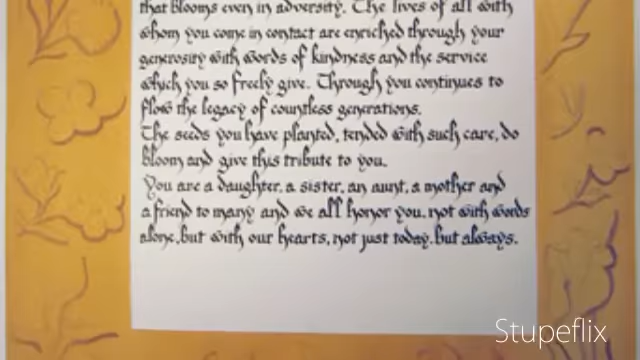 that blooms even in adversity. The lives of all with
whom you come in contact are enriched through your
generosity with words of kindness and the service
which you so freely give. Through you continues to
flow the legacy of countless generations.
The seeds you have planted, tended with such care, do
bloom and give this tribute to you.
You are a daughter, a sister, an aunt, a mother and
a friend to many and we all honor you, not with words
alone, but with our hearts, not just today, but always.
Stupeflix